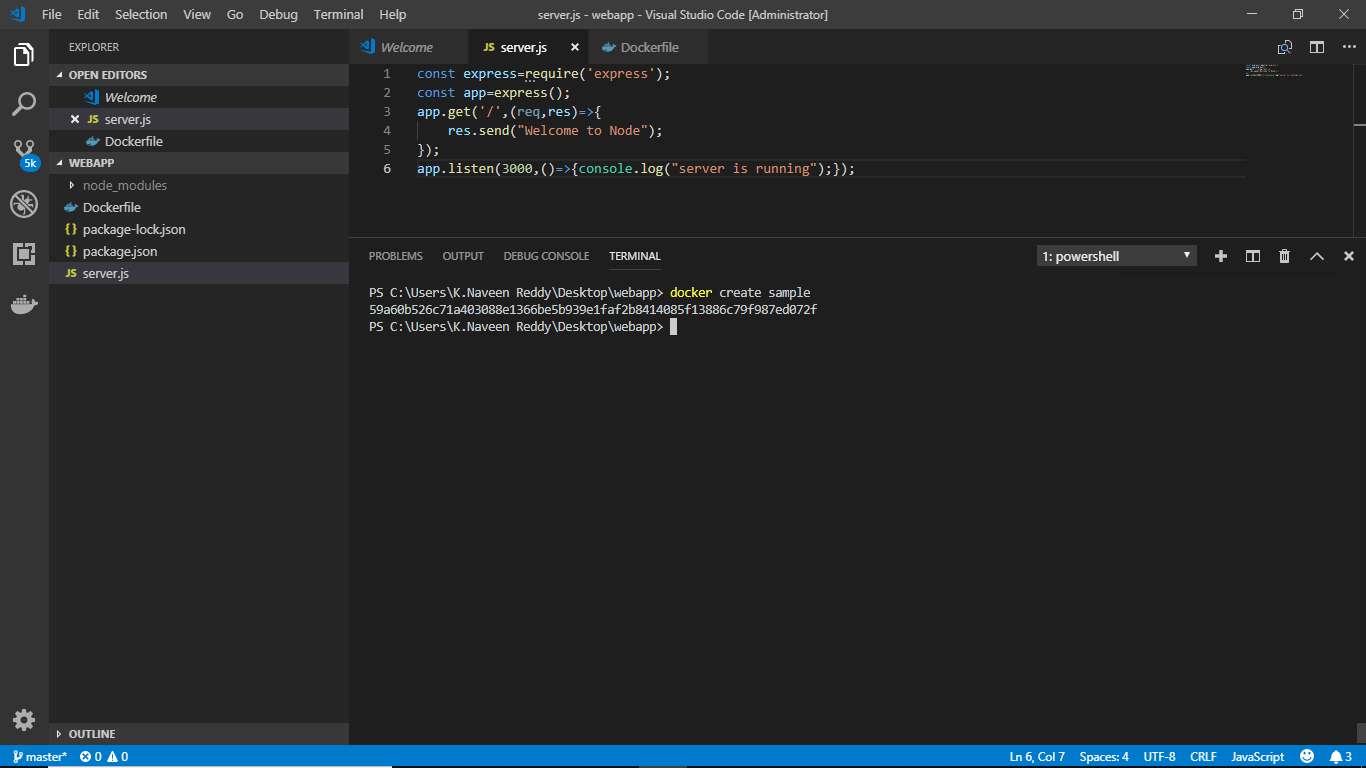 File Edit Selection View Go Debug Terminal Help
server.js - webapp - Visual Studio Code [Administrator]
EXPLORER
OPEN EDITORS
Welcome
JS server.js
Dockerfile
WEBAPP
node_modules
Dockerfile
{} package-lock.json
{} package.json
JS server.js
OUTLINE
5k
Welcome
JS server.js
Dockerfile
1 const express=require('express');
2 const app=express();
3 app.get('/',(req,res)=>{
4 res.send("Welcome to Node");
5 });
6 app.listen(3000,()=>{console.log("server is running");});
PROBLEMS OUTPUT DEBUG CONSOLE TERMINAL
1: powershell
PS C:\Users\K.Naveen Reddy\Desktop\webapp> docker create sample
59a60b526c71a403088e1366be5b939e1faf2b8414085f13886c79f987ed072f
PS C:\Users\K.Naveen Reddy\Desktop\webapp>
master* 0 0
Ln 6, Col 7 Spaces: 4 UTF-8 CRLF JavaScript 3